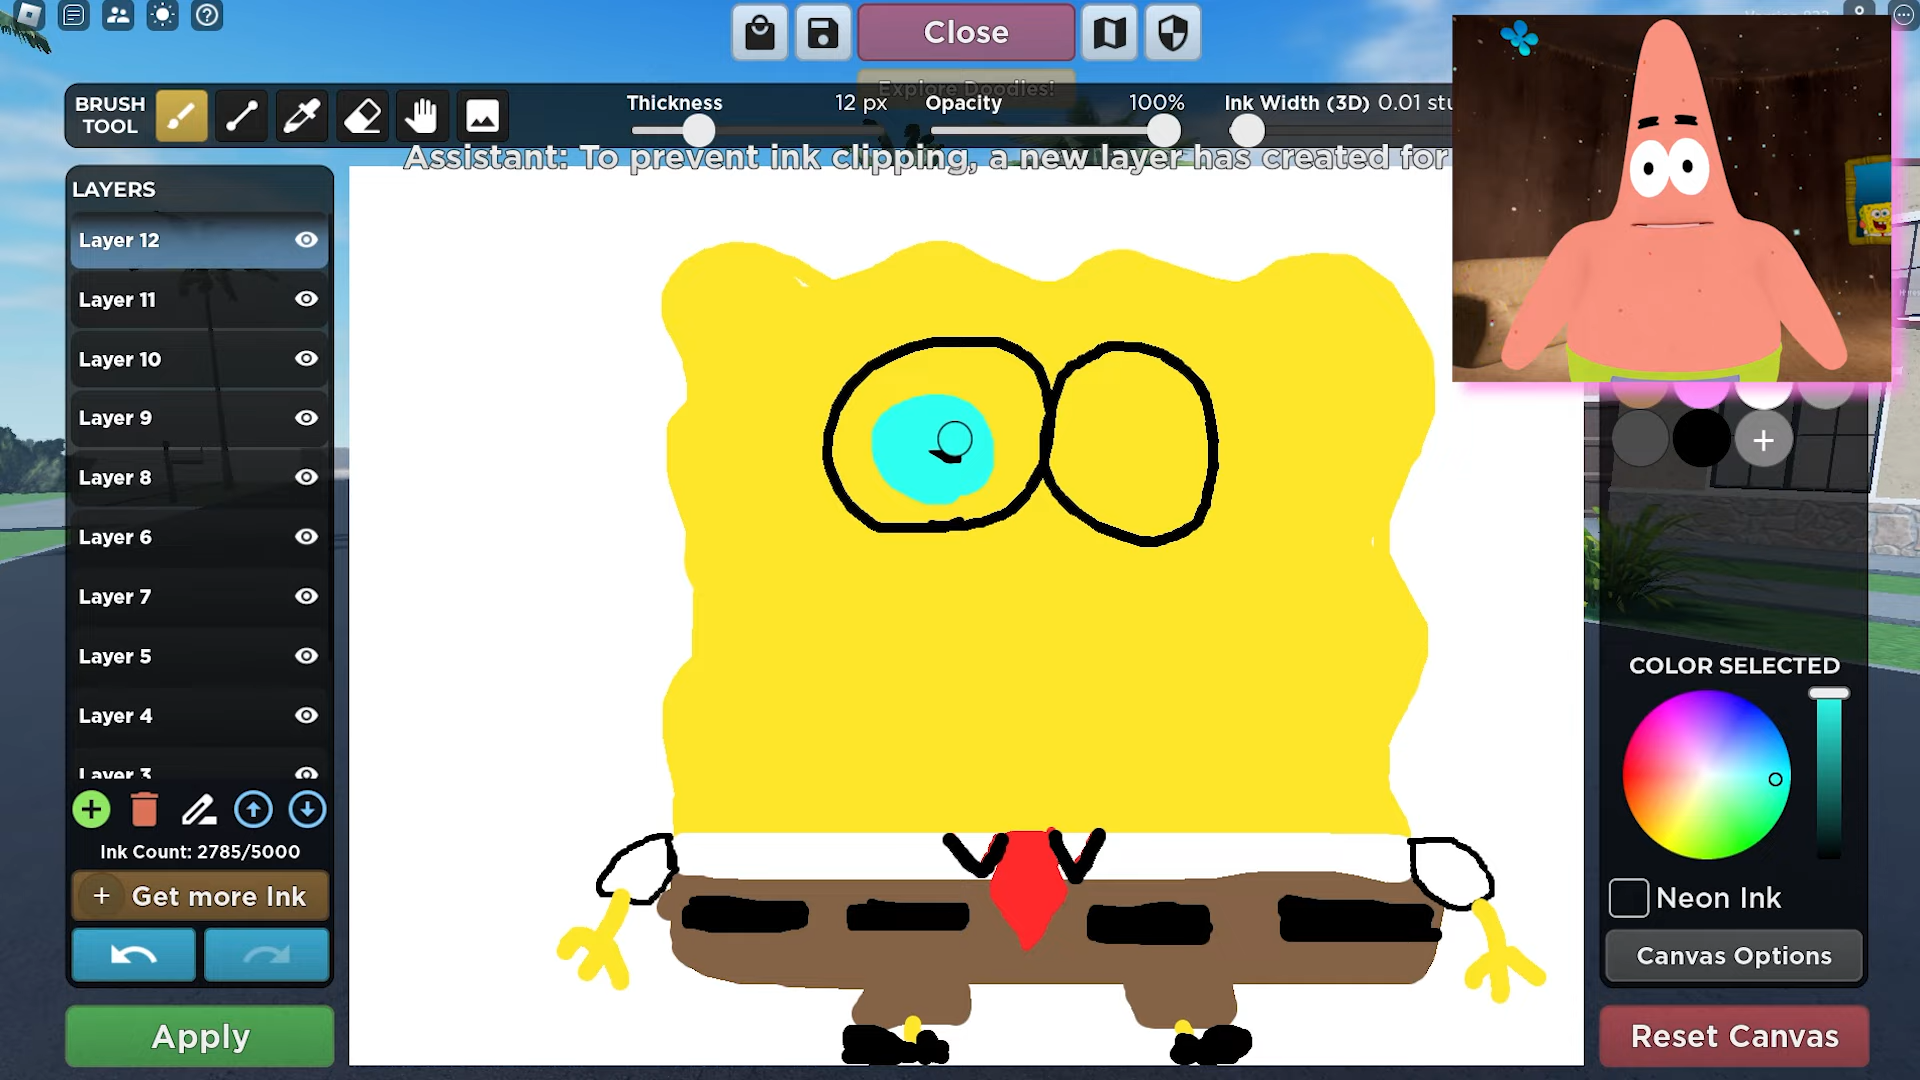 Close
Explore Doodles!
BRUSH
TOOL
Thickness 12 px
Opacity 100%
Ink Width (3D) 0.01
Assistant: To prevent ink clipping, a new layer has created for
LAYERS
Layer 12
Layer 11
Layer 10
Layer 9
Layer 8
Layer 6
Layer 7
Layer 5
Layer 4
Layer 3
Ink Count: 2785/5000
+ Get more Ink
Apply
COLOR SELECTED
Neon Ink
Canvas Options
Reset Canvas